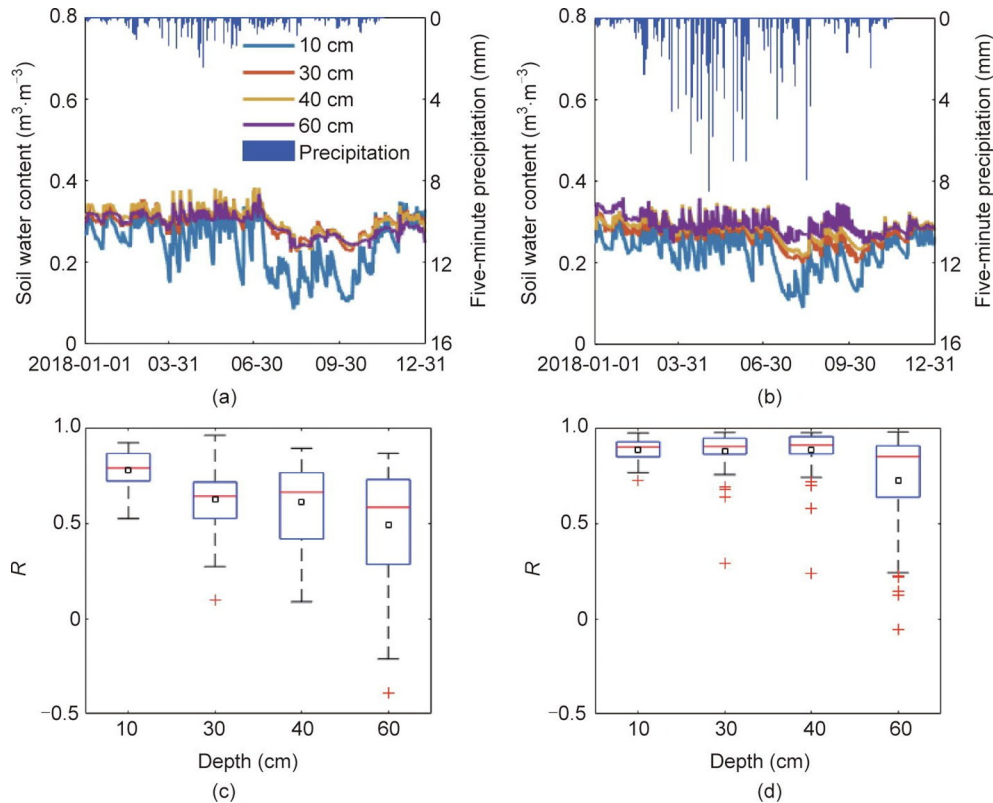 0.8
0.6
0.4
0.2
0
Soil water content (m³·m⁻³)
10 cm
30 cm
40 cm
60 cm
Precipitation
0
4
8
12
16
Five-minute precipitation (mm)
2018-01-01 03-31 06-30 09-30 12-31
(a)
0.8
0.6
0.4
0.2
0
Soil water content (m³·m⁻³)
0
4
8
12
16
Five-minute precipitation (mm)
2018-01-01 03-31 06-30 09-30 12-31
(b)
1.0
0.5
0
−0.5
R
10 30 40 60
Depth (cm)
(c)
1.0
0.5
0
−0.5
R
10 30 40 60
Depth (cm)
(d)